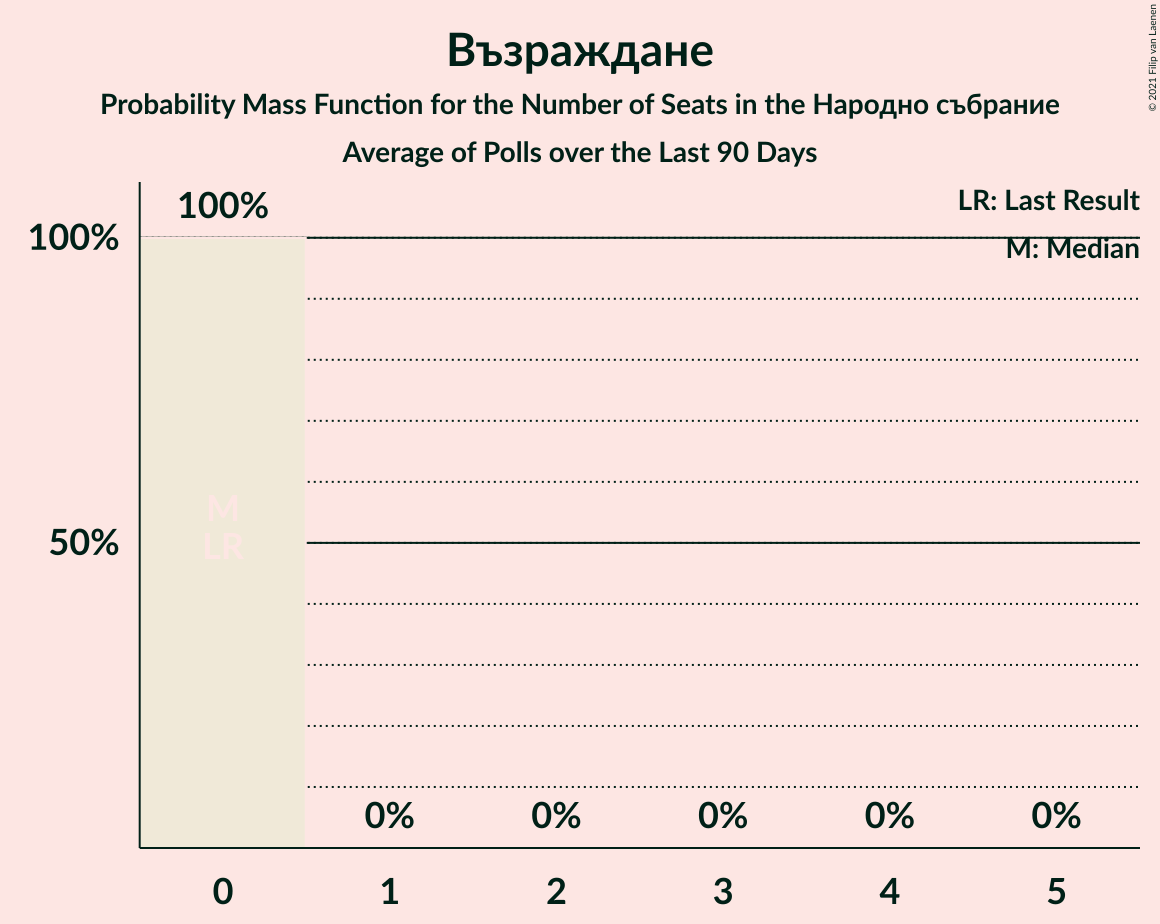 Възраждане
Probability Mass Function for the Number of Seats in the Народно събрание
Average of Polls over the Last 90 Days
© 2021 Filip van Laenen
LR: Last Result
M: Median
100%
100%
50%
M
LR
0% 0% 0% 0% 0%
0 1 2 3 4 5